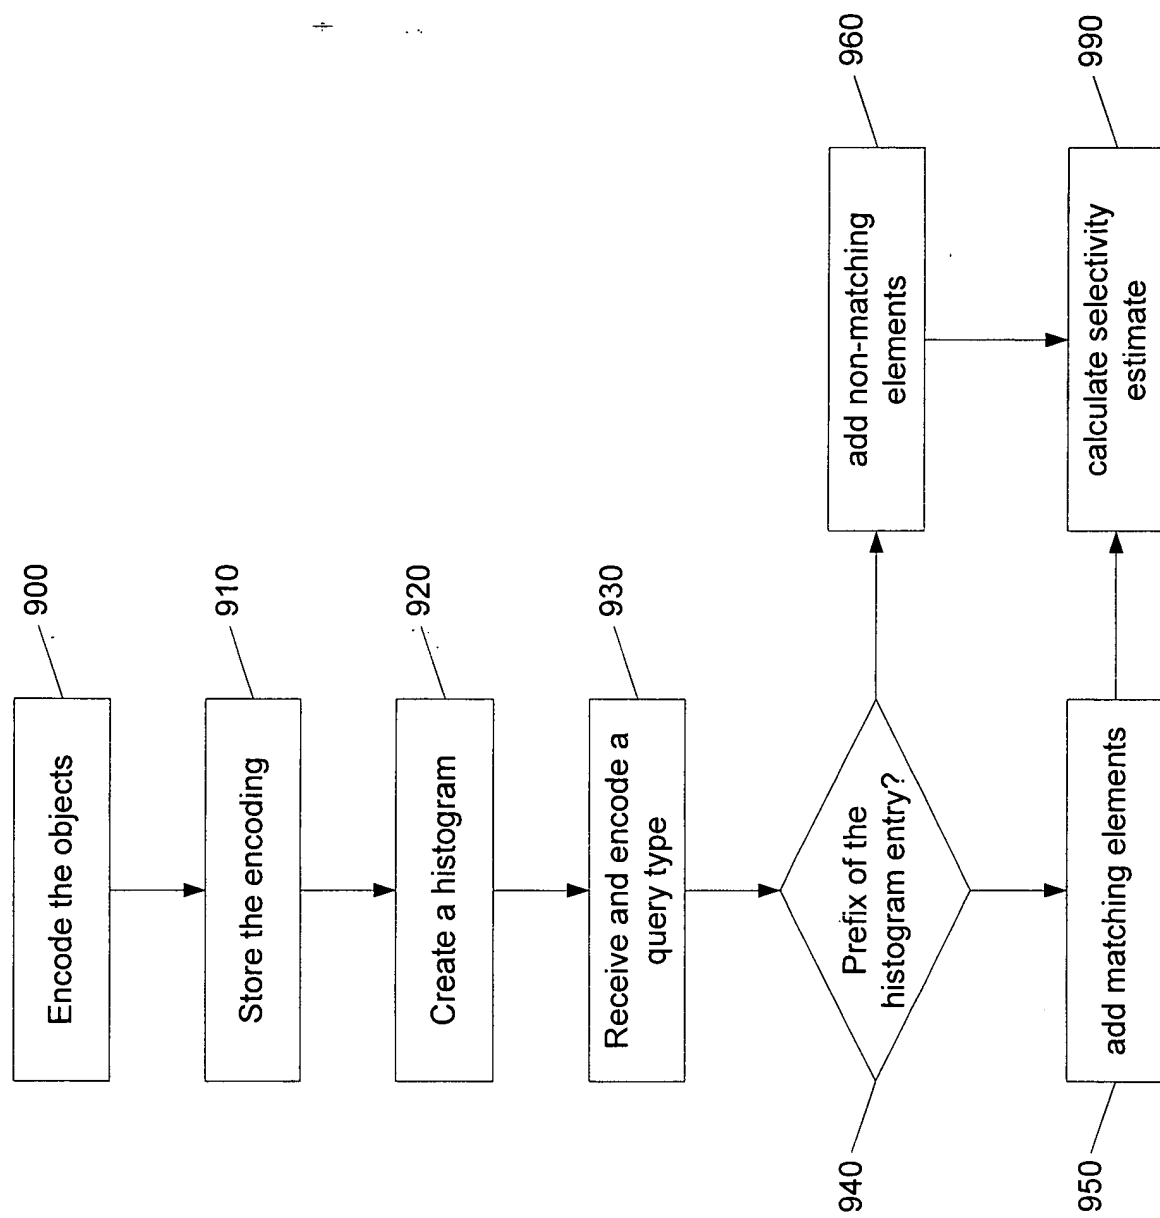 Encode the objects
900
Store the encoding
910
Create a histogram
920
Receive and encode a
query type
930
Prefix of the
histogram entry?
940
add non-matching
elements
960
add matching elements
950
calculate selectivity
estimate
990